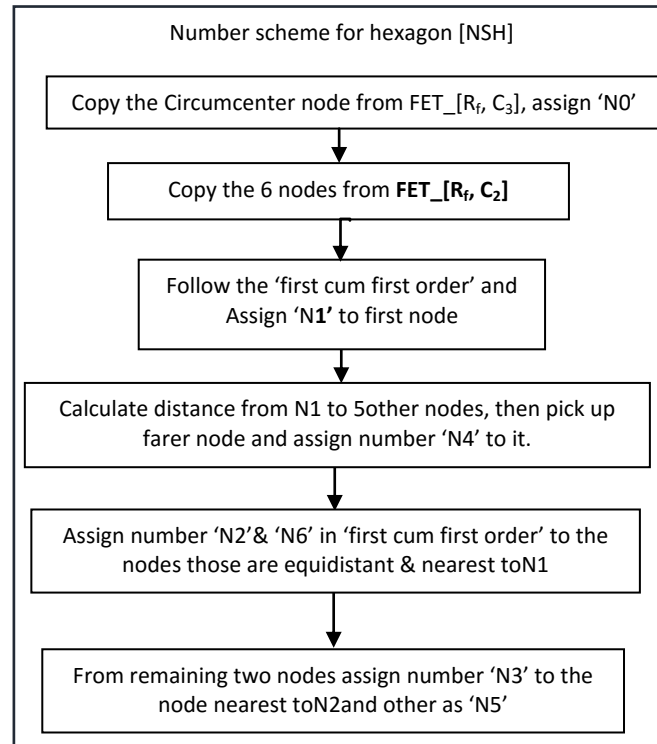 Number scheme for hexagon [NSH]
Copy the Circumcenter node from FET_[Rf, C3], assign ‘N0’
Copy the 6 nodes from FET_[Rf, C2]
Follow the ‘first cum first order’ and
Assign ‘N1’ to first node
Calculate distance from N1 to 5other nodes, then pick up
farer node and assign number ‘N4’ to it.
Assign number ‘N2’& ‘N6’ in ‘first cum first order’ to the
nodes those are equidistant & nearest toN1
From remaining two nodes assign number ‘N3’ to the
node nearest toN2and other as ‘N5’